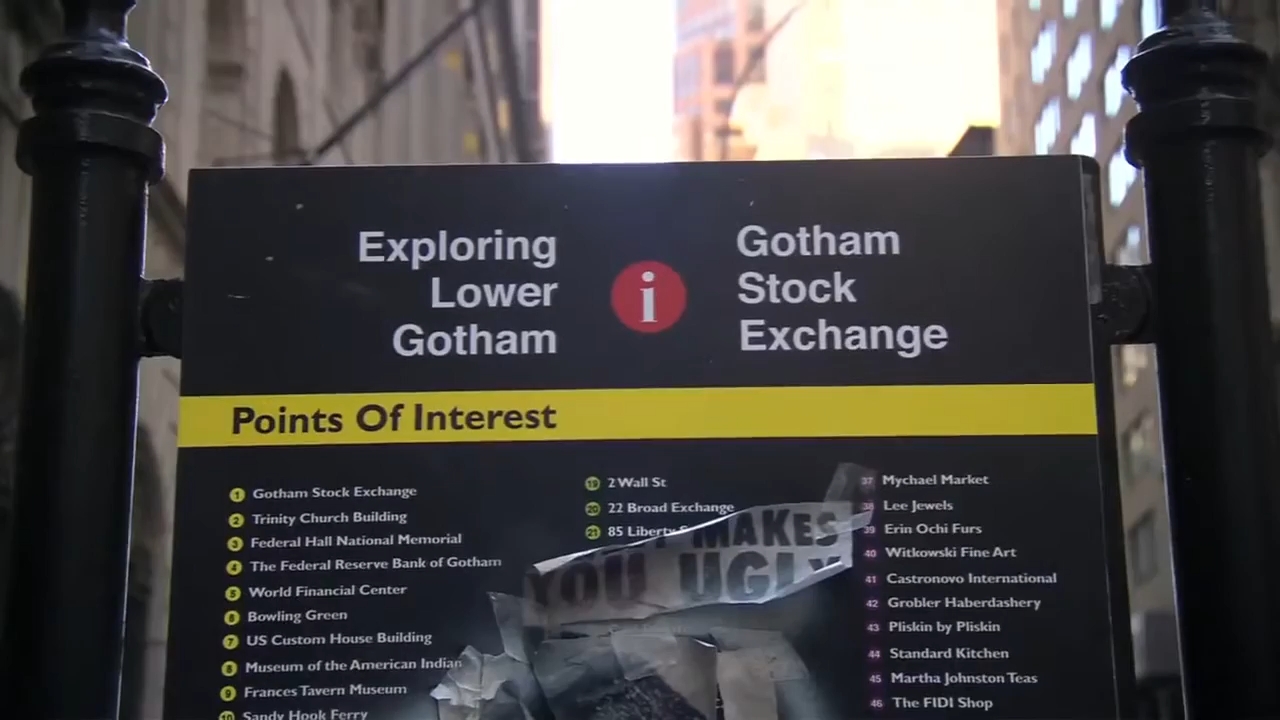 Exploring
Lower
Gotham
i
Gotham
Stock
Exchange
Points Of Interest
1 Gotham Stock Exchange
2 Trinity Church Building
3 Federal Hall National Memorial
4 The Federal Reserve Bank of Gotham
5 World Financial Center
6 Bowling Green
7 US Custom House Building
8 Museum of the American Indian
9 Frances Tavern Museum
10 Sandy Hook Ferry
19 2 Wall St
20 22 Broad Exchange
21 85 Liberty
MAKES
YOU UGLY
37 Mychael Market
38 Lee Jewels
39 Erin Ochi Furs
40 Witkowski Fine Art
41 Castronovo International
42 Grobler Haberdashery
43 Pliskin by Pliskin
44 Standard Kitchen
45 Martha Johnston Teas
46 The FIDI Shop